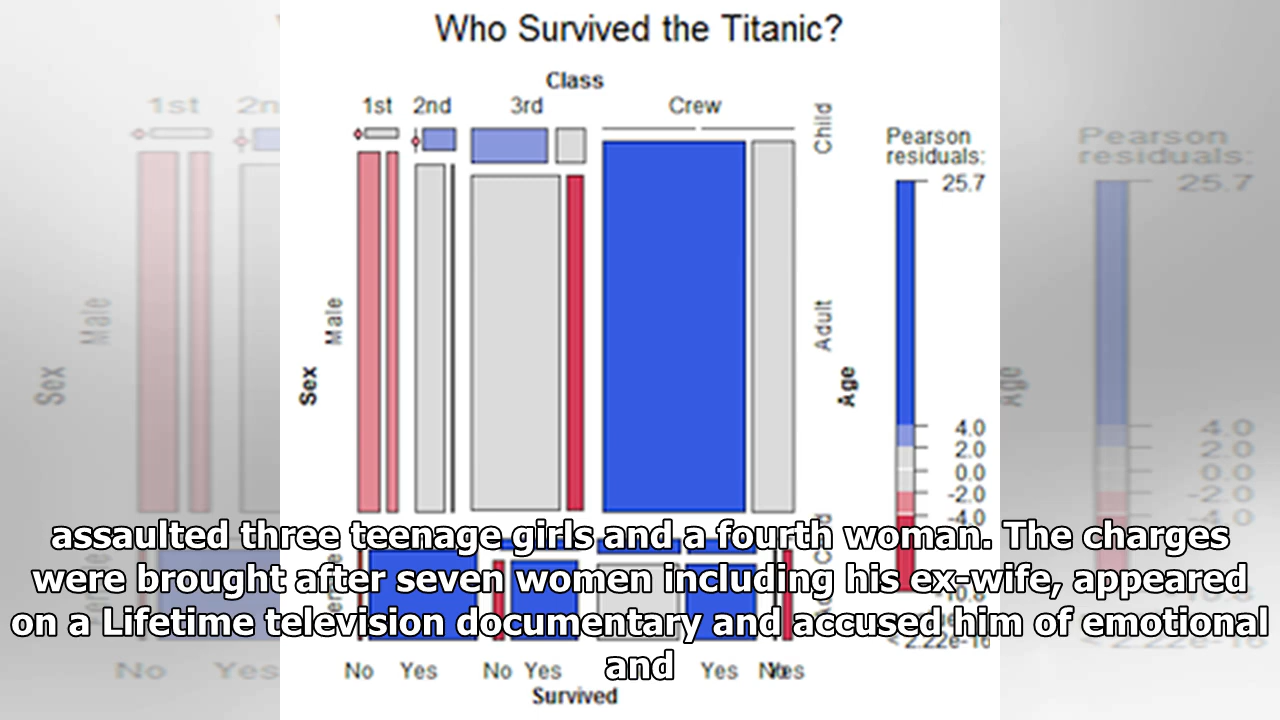 Who Survived the Titanic?
Class
1st 2nd 3rd Crew
Child
Pearson
residuals:
25.7
Male
Adult
Sex
Age
4.0
2.0
0.0
-2.0
-4.0
assaulted three teenage girls and a fourth woman. The charges
were brought after seven women including his ex-wife, appeared
on a Lifetime television documentary and accused him of emotional
and
No Yes No Yes Yes No Yes
Survived